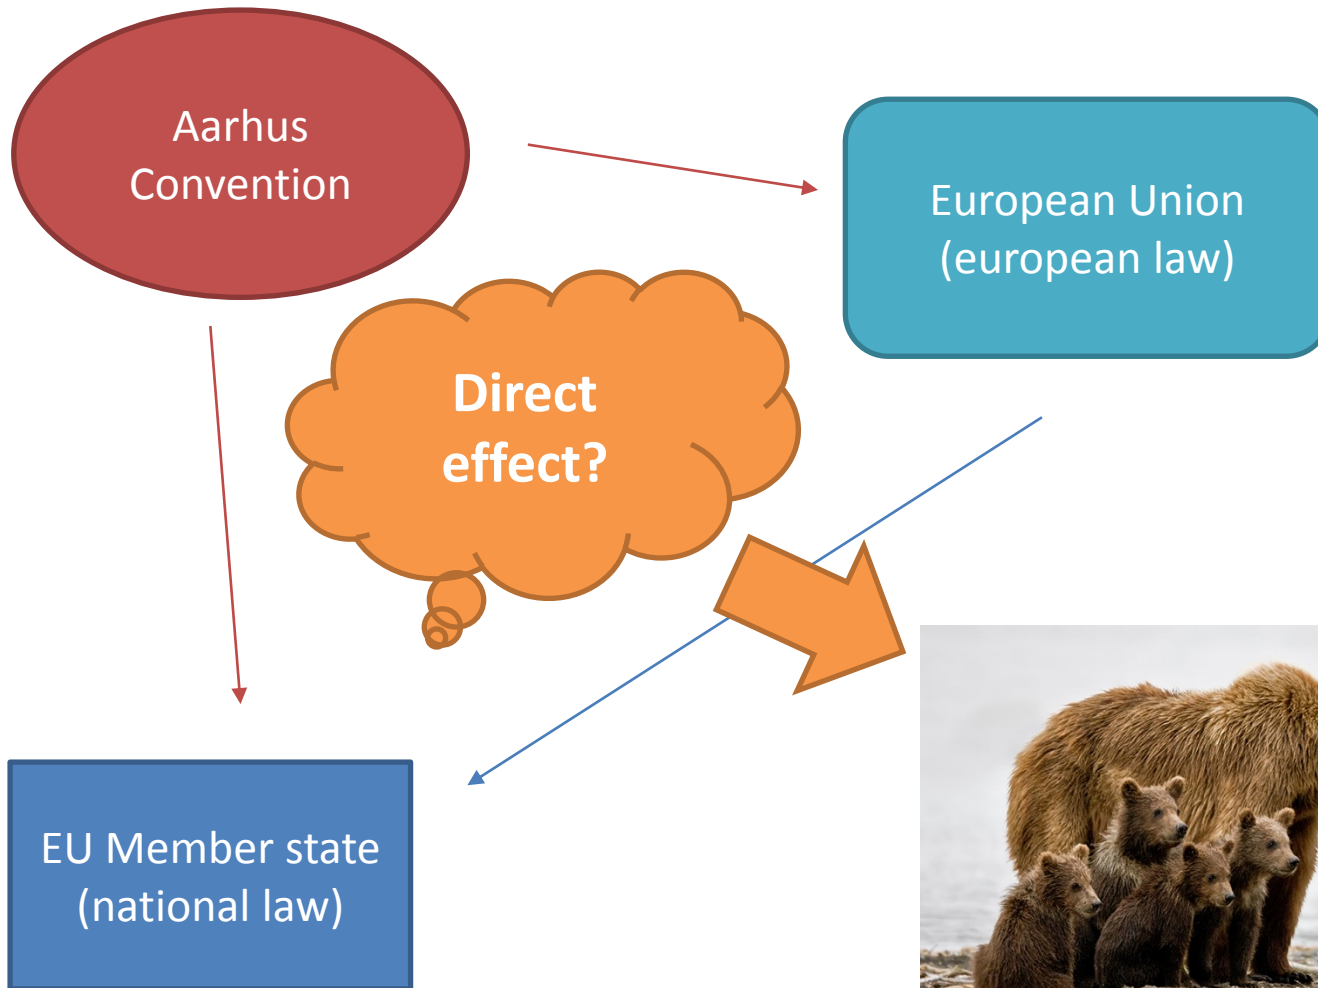 Aarhus
Convention
European Union
(european law)
Direct
effect?
EU Member state
(national law)